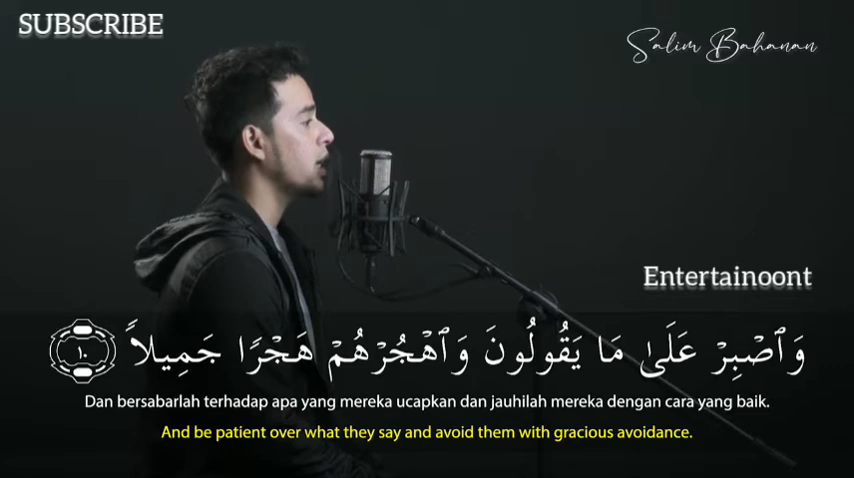 SUBSCRIBE
Salim Bahanan
Entertainoont
وَٱصْبِرْ عَلَىٰ مَا يَقُولُونَ وَٱهْجُرْهُمْ هَجْرًا جَمِيلًا ١٠
Dan bersabarlah terhadap apa yang mereka ucapkan dan jauhilah mereka dengan cara yang baik.
And be patient over what they say and avoid them with gracious avoidance.